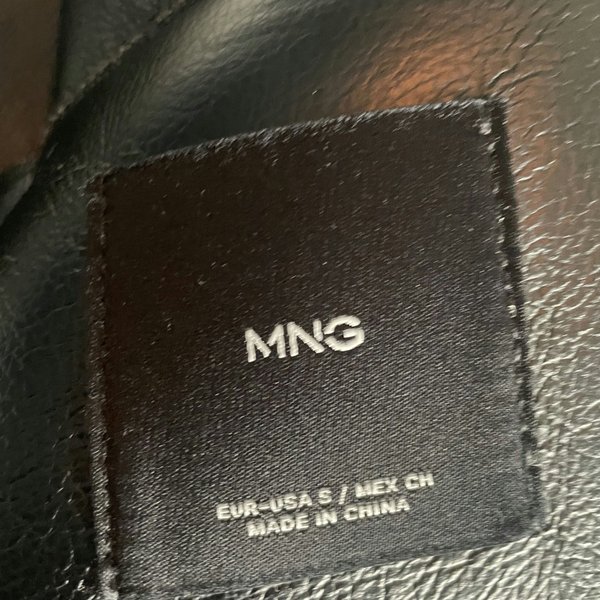 MNG
EUR-USA S / MEX CH
MADE IN CHINA